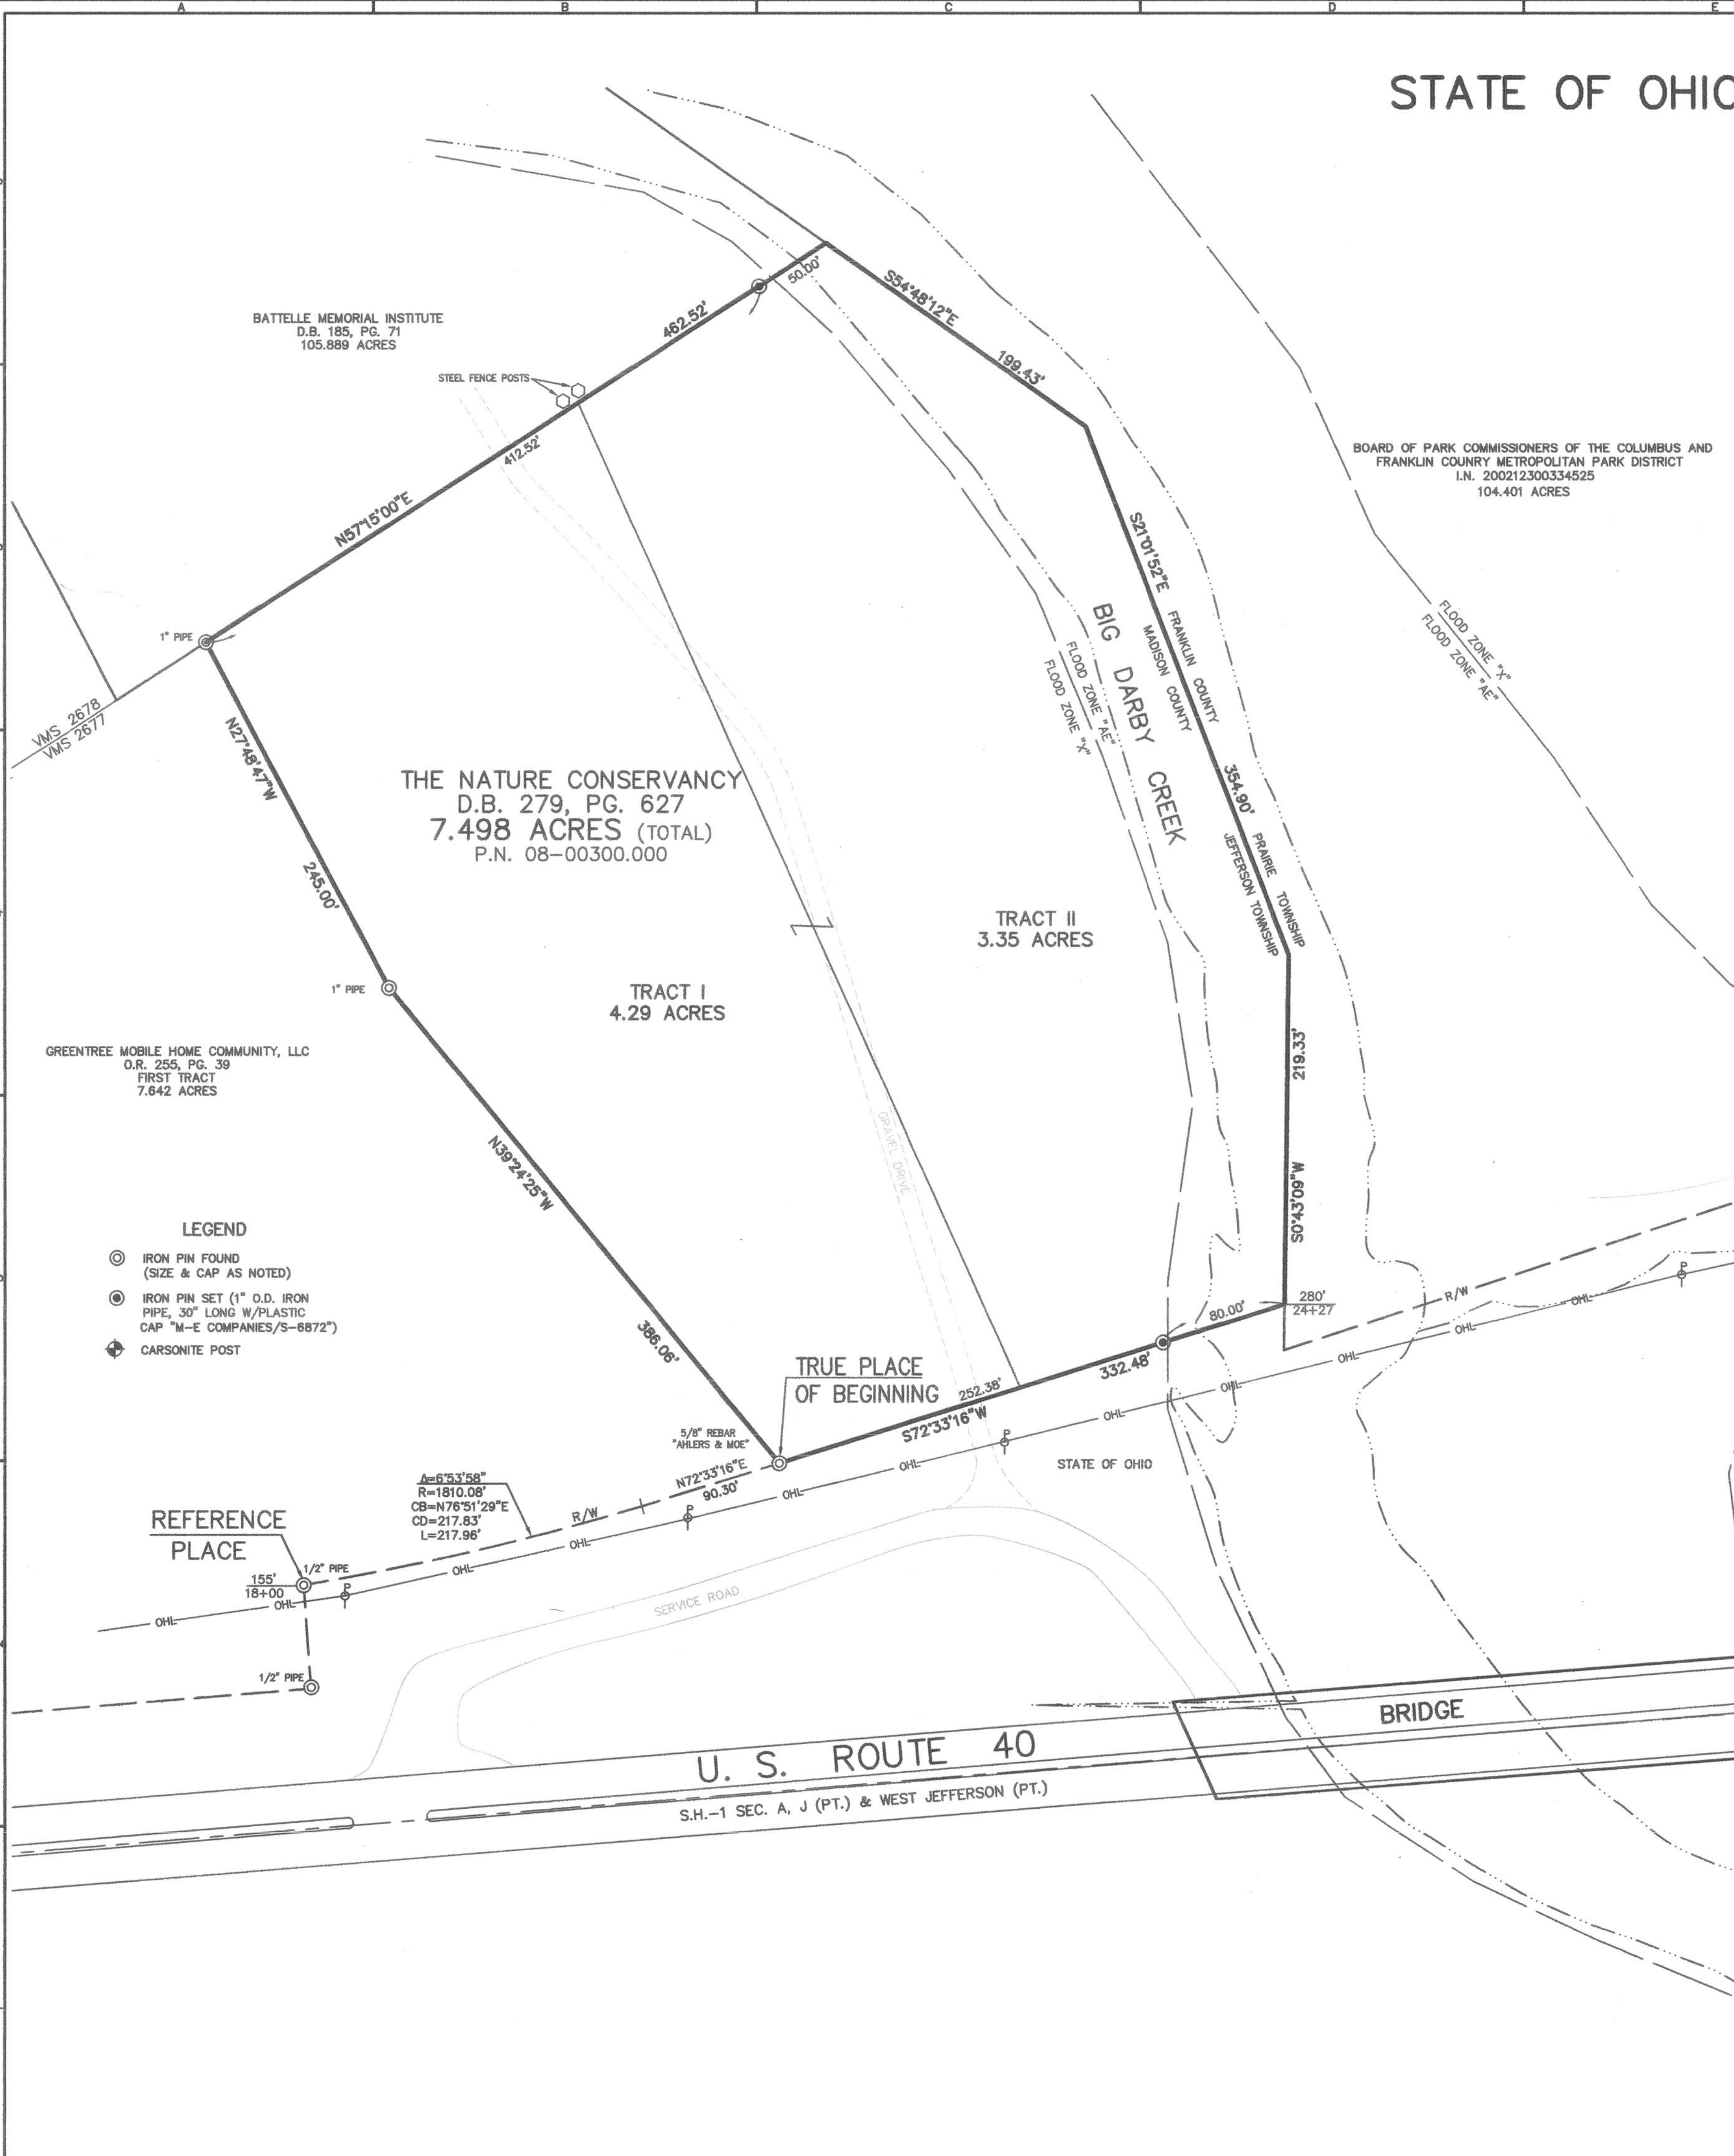 A
B
C
D
E
STATE OF OHIO
BATTELLE MEMORIAL INSTITUTE
D.B. 185, PG. 71
105.889 ACRES
STEEL FENCE POSTS
462.52'
50.00'
412.52'
N57°15'00"E
S54°48'12"E
199.43'
BOARD OF PARK COMMISSIONERS OF THE COLUMBUS AND
FRANKLIN COUNRY METROPOLITAN PARK DISTRICT
I.N. 200212300334525
104.401 ACRES
S21°01'52"E
354.90'
FRANKLIN COUNTY
MADISON COUNTY
PRAIRIE TOWNSHIP
JEFFERSON TOWNSHIP
BIG DARBY CREEK
FLOOD ZONE "AE"
FLOOD ZONE "X"
FLOOD ZONE "X"
FLOOD ZONE "AE"
1" PIPE
VMS 2678
VMS 2677
N27°48'47"W
245.00'
THE NATURE CONSERVANCY
D.B. 279, PG. 627
7.498 ACRES (TOTAL)
P.N. 08-00300.000
TRACT II
3.35 ACRES
TRACT I
4.29 ACRES
1" PIPE
GREENTREE MOBILE HOME COMMUNITY, LLC
O.R. 255, PG. 39
FIRST TRACT
7.642 ACRES
219.33'
S0°43'09"W
GRAVEL DRIVE
N39°24'25"W
386.06'
LEGEND
IRON PIN FOUND
(SIZE & CAP AS NOTED)
IRON PIN SET (1" O.D. IRON
PIPE, 30" LONG W/PLASTIC
CAP "M-E COMPANIES/S-6872")
CARSONITE POST
280'
24+27
80.00'
332.48'
252.38'
S72°33'16"W
TRUE PLACE
OF BEGINNING
5/8" REBAR
"AHLERS & MOE"
N72°33'16"E
90.30'
R/W
R/W
P
P
P
P
OHL
OHL
OHL
OHL
OHL
OHL
OHL
OHL
OHL
OHL
OHL
STATE OF OHIO
Δ=6°53'58"
R=1810.08'
CB=N76°51'29"E
CD=217.83'
L=217.96'
REFERENCE
PLACE
1/2" PIPE
155'
18+00
1/2" PIPE
SERVICE ROAD
BRIDGE
U. S. ROUTE 40
S.H.-1 SEC. A, J (PT.) & WEST JEFFERSON (PT.)